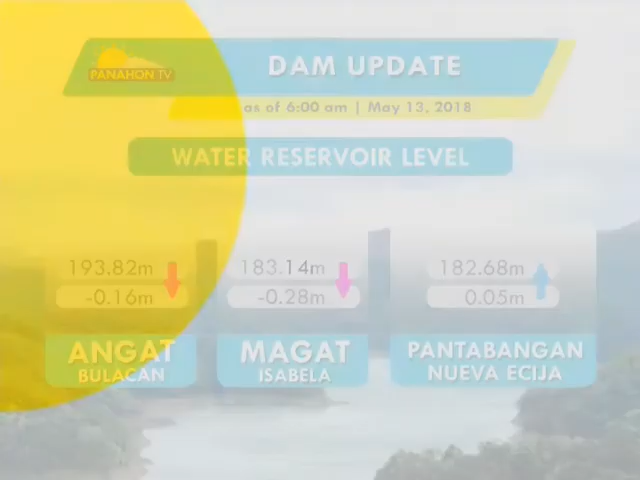 PANAHON TV
DAM UPDATE
as of 6:00 am | May 13, 2018
WATER RESERVOIR LEVEL
193.82m
-0.16m
ANGAT
BULACAN
183.14m
-0.28m
MAGAT
ISABELA
182.68m
0.05m
PANTABANGAN
NUEVA ECIJA